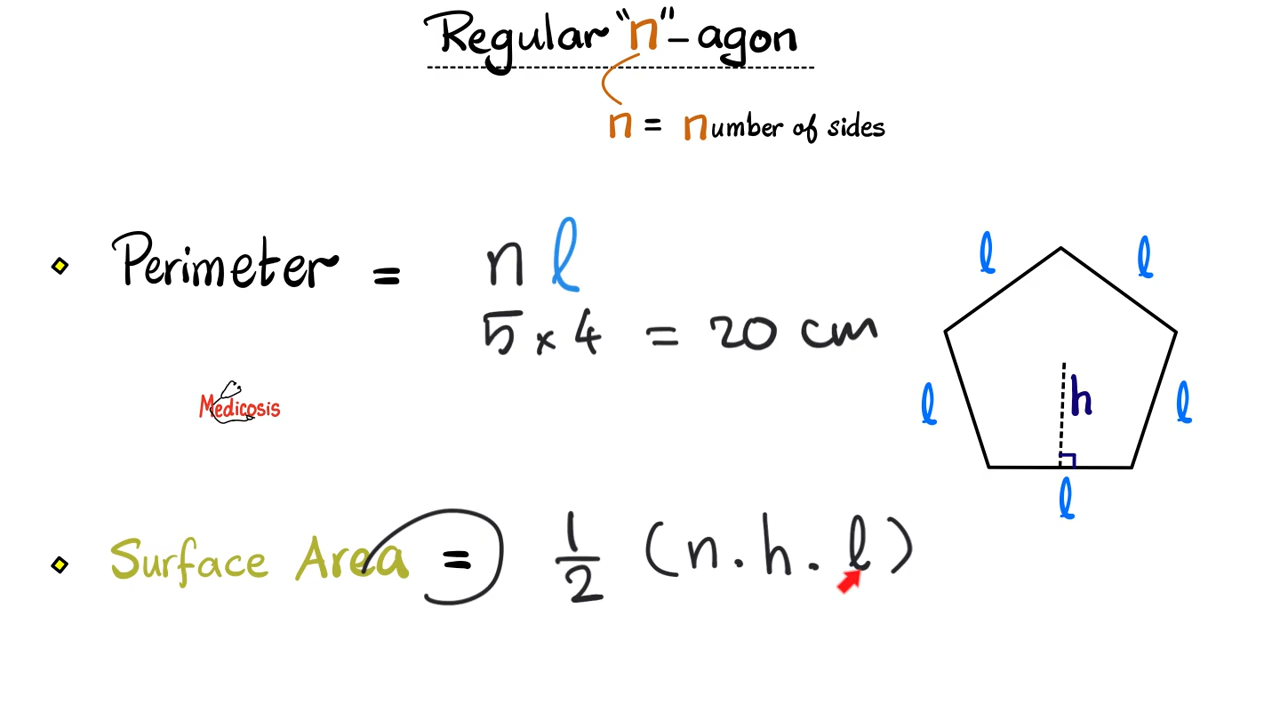 Regular "n" - agon
n = number of sides
Perimeter = n l
5 × 4 = 20 cm
Medicosis
l
l
l
h
l
l
Surface Area = 1/2 (n . h . l)